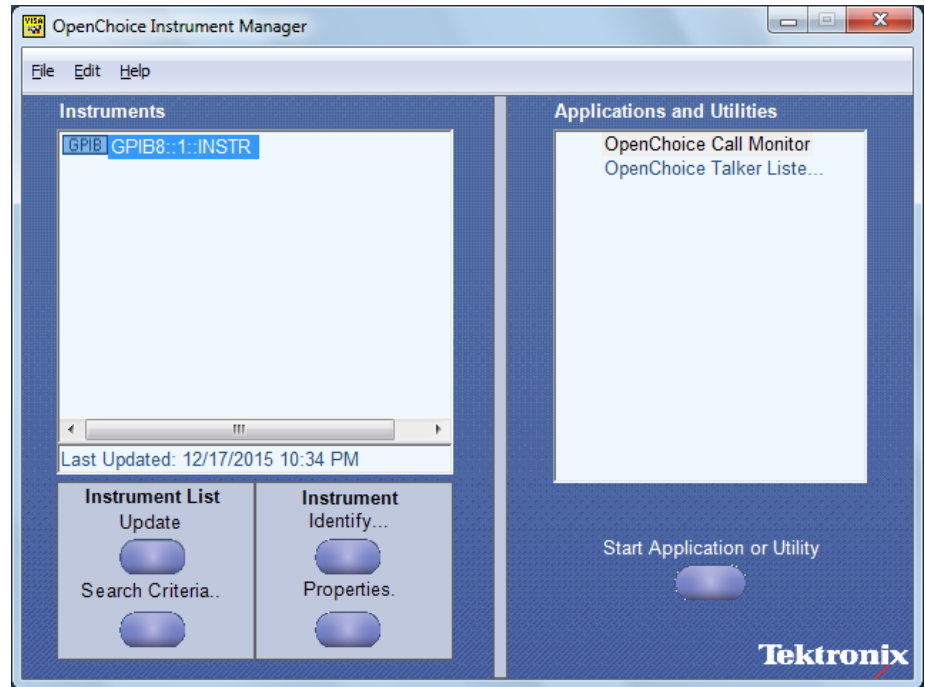 VISA
OpenChoice Instrument Manager
File Edit Help
Instruments
GPIB GPIB8::1::INSTR
Last Updated: 12/17/2015 10:34 PM
Instrument List
Update
Search Criteria..
Instrument
Identify...
Properties.
Applications and Utilities
OpenChoice Call Monitor
OpenChoice Talker Liste...
Start Application or Utility
Tektronix